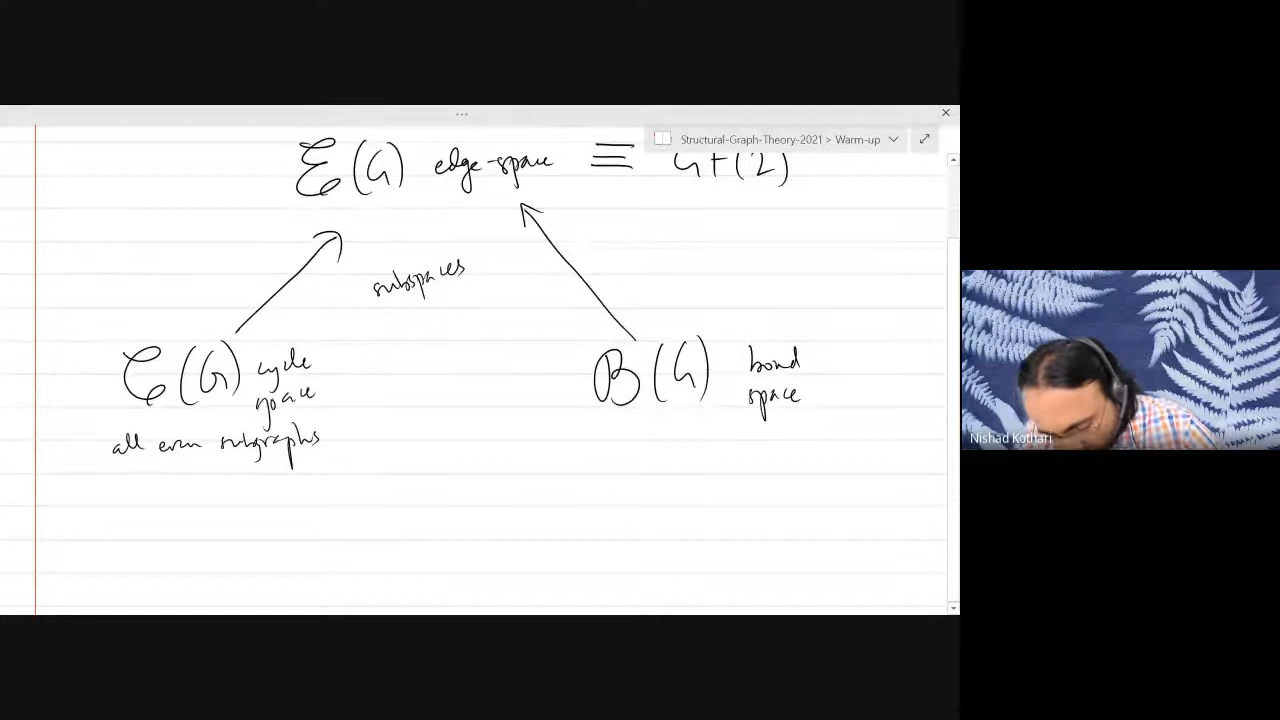 Structural-Graph-Theory-2021 > Warm-up
ℰ(G) edge-space ≡ GF(2)
subspaces
𝒞(G) cycle space
ℬ(G) bond space
all even subgraphs
Nishad Kothari